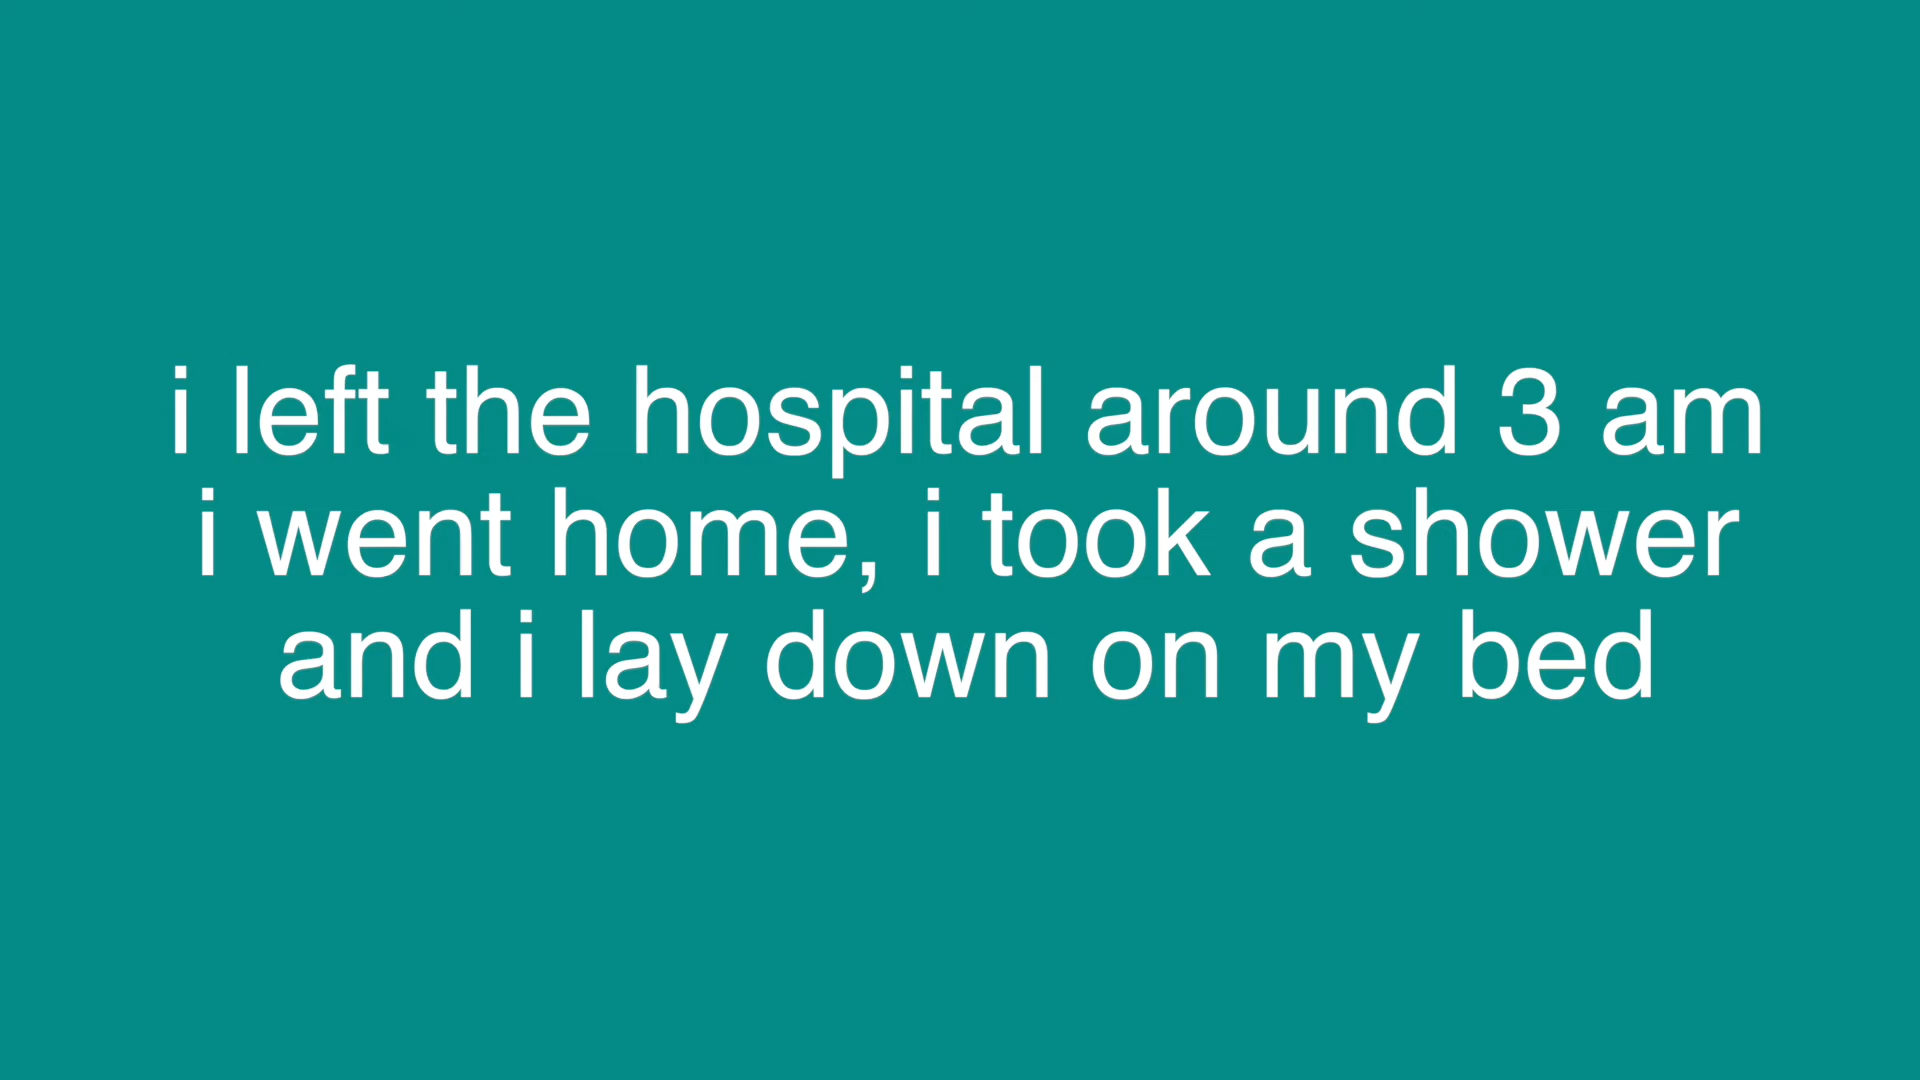 i left the hospital around 3 am
i went home, i took a shower
and i lay down on my bed